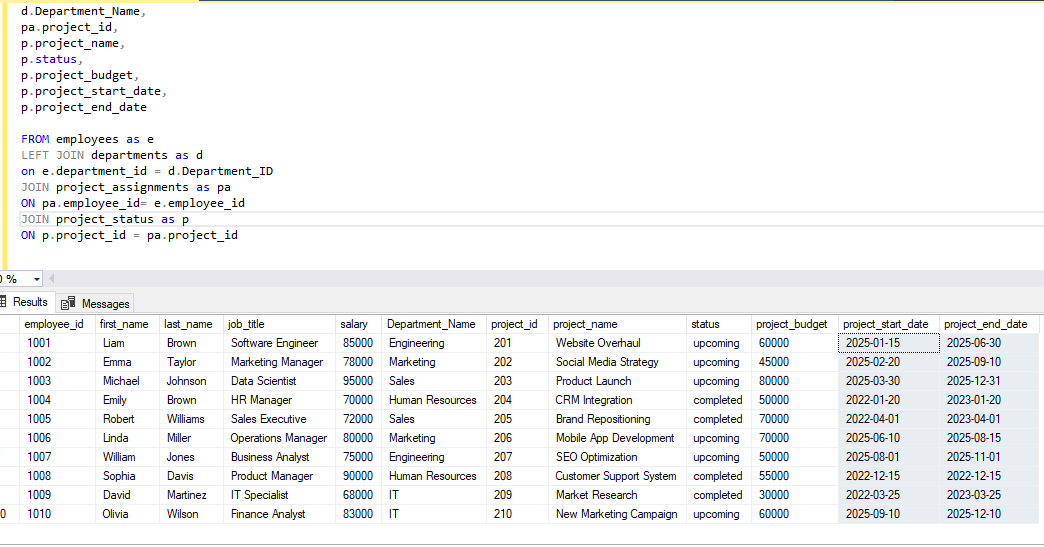 d.Department_Name,
pa.project_id,
p.project_name,
p.status,
p.project_budget,
p.project_start_date,
p.project_end_date
FROM employees as e
LEFT JOIN departments as d
on e.department_id = d.Department_ID
JOIN project_assignments as pa
ON pa.employee_id= e.employee_id
JOIN project_status as p
ON p.project_id = pa.project_id
0 %
Results Messages
employee_id first_name last_name job_title salary Department_Name project_id project_name status project_budget project_start_date project_end_date
1001 Liam Brown Software Engineer 85000 Engineering 201 Website Overhaul upcoming 60000 2025-01-15 2025-06-30
1002 Emma Taylor Marketing Manager 78000 Marketing 202 Social Media Strategy upcoming 45000 2025-02-20 2025-09-10
1003 Michael Johnson Data Scientist 95000 Sales 203 Product Launch upcoming 80000 2025-03-30 2025-12-31
1004 Emily Brown HR Manager 70000 Human Resources 204 CRM Integration completed 50000 2022-01-20 2023-01-20
1005 Robert Williams Sales Executive 72000 Sales 205 Brand Repositioning completed 70000 2022-04-01 2023-04-01
1006 Linda Miller Operations Manager 80000 Marketing 206 Mobile App Development upcoming 70000 2025-06-10 2025-08-15
1007 William Jones Business Analyst 75000 Engineering 207 SEO Optimization upcoming 50000 2025-08-01 2025-11-01
1008 Sophia Davis Product Manager 90000 Human Resources 208 Customer Support System completed 55000 2022-12-15 2022-12-15
1009 David Martinez IT Specialist 68000 IT 209 Market Research completed 30000 2022-03-25 2023-03-25
0 1010 Olivia Wilson Finance Analyst 83000 IT 210 New Marketing Campaign upcoming 60000 2025-09-10 2025-12-10